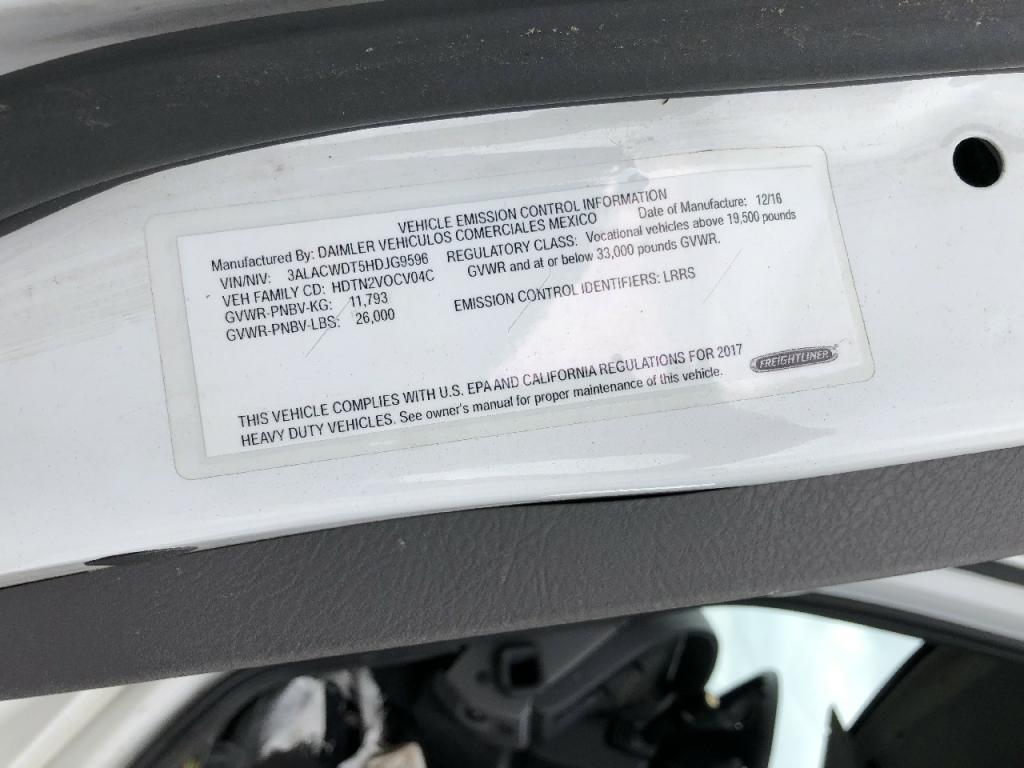 VEHICLE EMISSION CONTROL INFORMATION
Manufactured By: DAIMLER VEHICULOS COMERCIALES MEXICO Date of Manufacture: 12/16
VIN/NIV: 3ALACWDT5HDJG9596 REGULATORY CLASS: Vocational vehicles above 19,500 pounds
VEH FAMILY CD: HDTN2VOCV04C GVWR and at or below 33,000 pounds GVWR.
GVWR-PNBV-KG: 11,793
GVWR-PNBV-LBS: 26,000 EMISSION CONTROL IDENTIFIERS: LRRS
THIS VEHICLE COMPLIES WITH U.S. EPA AND CALIFORNIA REGULATIONS FOR 2017
HEAVY DUTY VEHICLES. See owner's manual for proper maintenance of this vehicle.
FREIGHTLINER